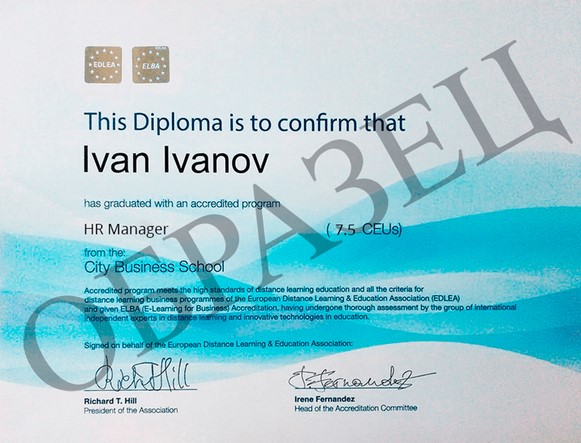 EDLEA
ELBA
This Diploma is to confirm that
Ivan Ivanov
has graduated with an accredited program
HR Manager ( 7.5 CEUs)
from the:
City Business School
Accredited program meets the high standards of distance learning education and all the criteria for
distance learning business programmes of the European Distance Learning & Education Association (EDLEA)
and given ELBA (E-Learning for Business) Accreditation, having undergone thorough assessment by the group of international
independent experts in distance learning and innovative technologies in education.
Signed on behalf of the European Distance Learning & Education Association:
Richard T. Hill
Irene Fernandez
President of the Association
Head of the Accreditation Committee
ОБРАЗЕЦ